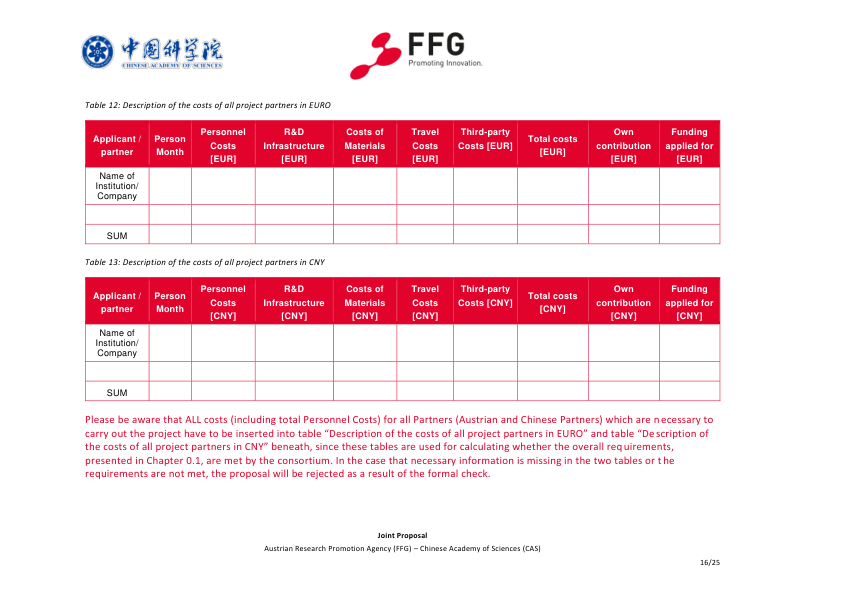 中国科学院
CHINESE ACADEMY OF SCIENCES
FFG
Promoting Innovation.
Table 12: Description of the costs of all project partners in EURO
Applicant / partner | Person Month | Personnel Costs [EUR] | R&D Infrastructure [EUR] | Costs of Materials [EUR] | Travel Costs [EUR] | Third-party Costs [EUR] | Total costs [EUR] | Own contribution [EUR] | Funding applied for [EUR]
Name of
Institution/
Company
SUM
Table 13: Description of the costs of all project partners in CNY
Applicant / partner | Person Month | Personnel Costs [CNY] | R&D Infrastructure [CNY] | Costs of Materials [CNY] | Travel Costs [CNY] | Third-party Costs [CNY] | Total costs [CNY] | Own contribution [CNY] | Funding applied for [CNY]
Name of
Institution/
Company
SUM
Please be aware that ALL costs (including total Personnel Costs) for all Partners (Austrian and Chinese Partners) which are necessary to
carry out the project have to be inserted into table “Description of the costs of all project partners in EURO” and table “Description of
the costs of all project partners in CNY” beneath, since these tables are used for calculating whether the overall requirements,
presented in Chapter 0.1, are met by the consortium. In the case that necessary information is missing in the two tables or the
requirements are not met, the proposal will be rejected as a result of the formal check.
Joint Proposal
Austrian Research Promotion Agency (FFG) – Chinese Academy of Sciences (CAS)
16/25